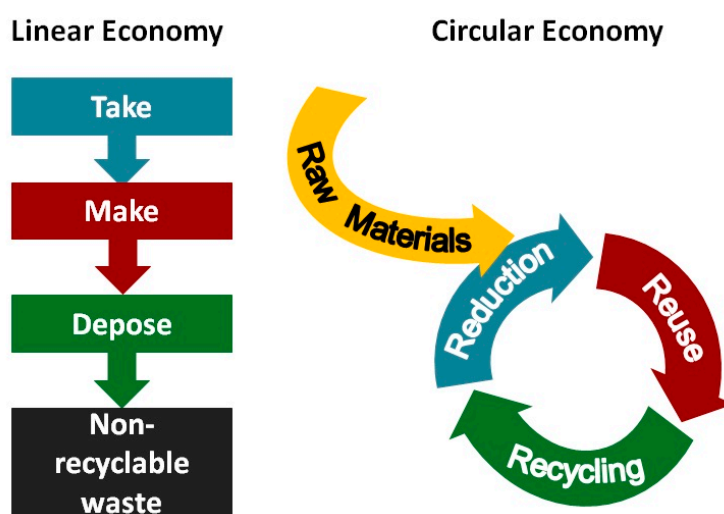 Linear Economy
Circular Economy
Take
Make
Depose
Non-
recyclable
waste
Raw Materials
Reduction
Reuse
Recycling